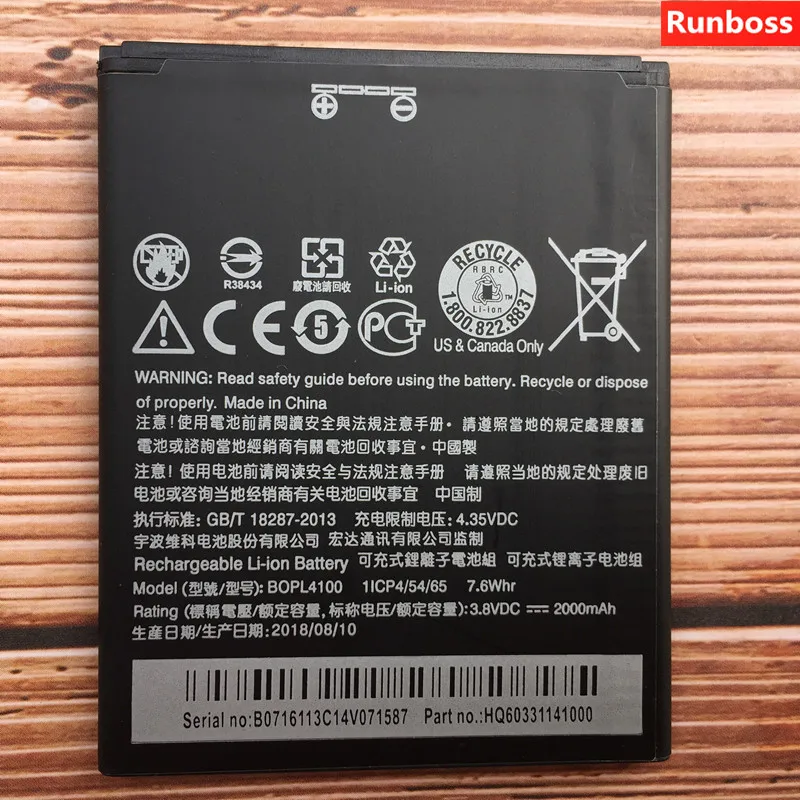 Runboss
R38434
廢電池請回收
Li-ion
RECYCLE
RBRC
Li-ion
TM
1.800.822.8837
CE
5
US & Canada Only
WARNING: Read safety guide before using the battery. Recycle or dispose
of properly. Made in China
注意!使用電池前請閱讀安全與法規注意手册・請遵照當地的規定處理廢舊
電池或諮詢當地經銷商有關電池回收事宜・中國製
注意!使用电池前请阅读安全与法规注意手册 请遵照当地的规定处理废旧
电池或咨询当地经销商有关电池回收事宜 中国制
执行标准: GB/T 18287-2013 充电限制电压: 4.35VDC
宁波维科电池股份有限公司 宏达通讯有限公司监制
Rechargeable Li-ion Battery 可充式鋰離子電池組 可充式锂离子电池组
Model (型號/型号): BOPL4100 1ICP4/54/65 7.6Whr
Rating (標稱電壓/額定容量, 标称电压/额定容量):3.8VDC ⎓ 2000mAh
生產日期/生产日期:2018/08/10
Serial no:B0716113C14V071587 Part no.:HQ60331141000